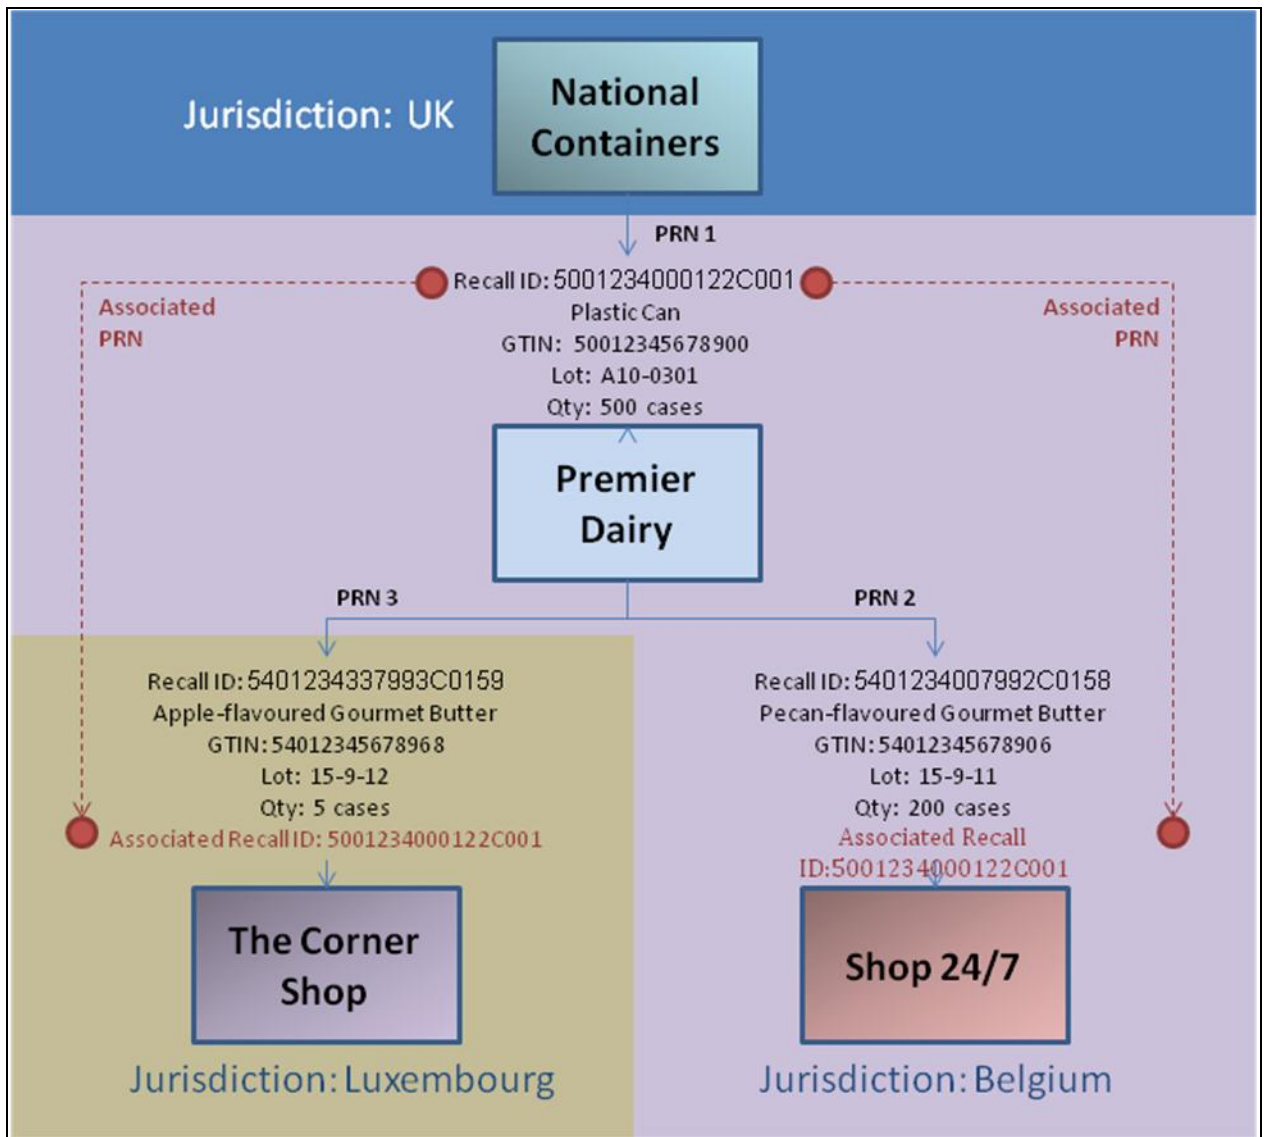 Jurisdiction: UK
National
Containers
PRN 1
Recall ID: 5001234000122C001
Associated
PRN
Associated
PRN
Plastic Can
GTIN: 50012345678900
Lot: A10-0301
Qty: 500 cases
Premier
Dairy
PRN 3
PRN 2
Recall ID: 5401234337993C0159
Apple-flavoured Gourmet Butter
GTIN: 54012345678968
Lot: 15-9-12
Qty: 5 cases
Associated Recall ID: 5001234000122C001
Recall ID: 5401234007992C0158
Pecan-flavoured Gourmet Butter
GTIN: 54012345678906
Lot: 15-9-11
Qty: 200 cases
Associated Recall
ID:5001234000122C001
The Corner
Shop
Shop 24/7
Jurisdiction: Luxembourg
Jurisdiction: Belgium